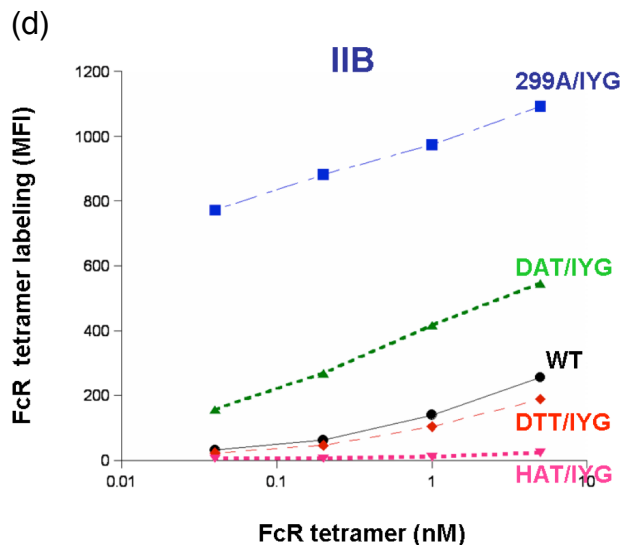 (d)
IIB
1200
1000
800
600
400
200
0
0.01
0.1
1
10
FcR tetramer labeling (MFI)
FcR tetramer (nM)
299A/IYG
DAT/IYG
WT
DTT/IYG
HAT/IYG